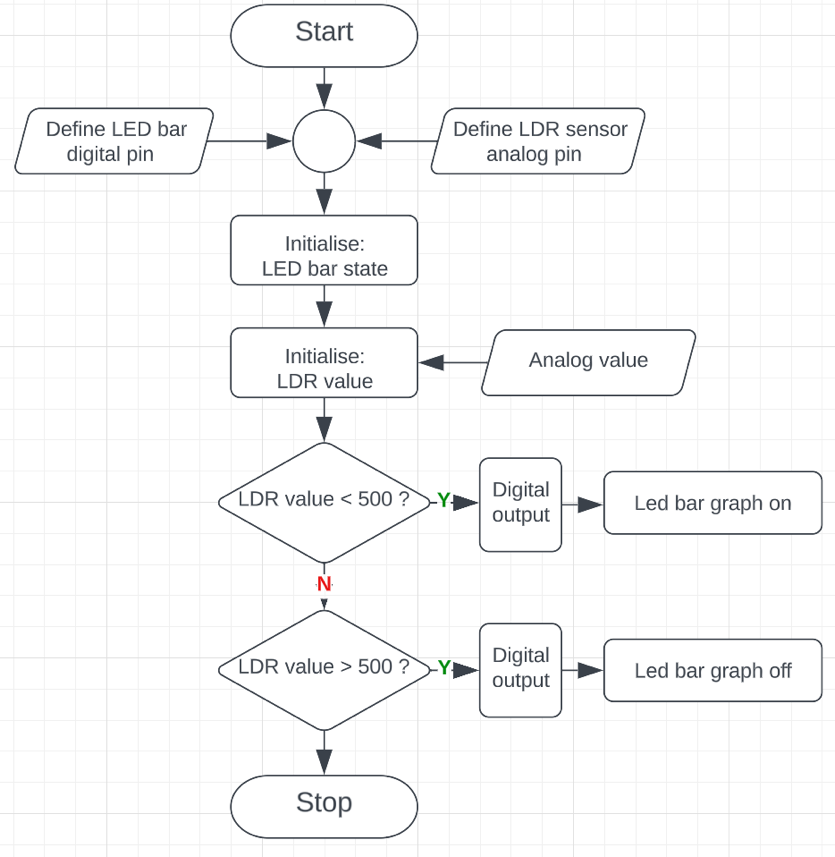 Start
Define LED bar
digital pin
Define LDR sensor
analog pin
Initialise:
LED bar state
Initialise:
LDR value
Analog value
LDR value < 500 ?
Y
Digital
output
Led bar graph on
N
LDR value > 500 ?
Y
Digital
output
Led bar graph off
Stop